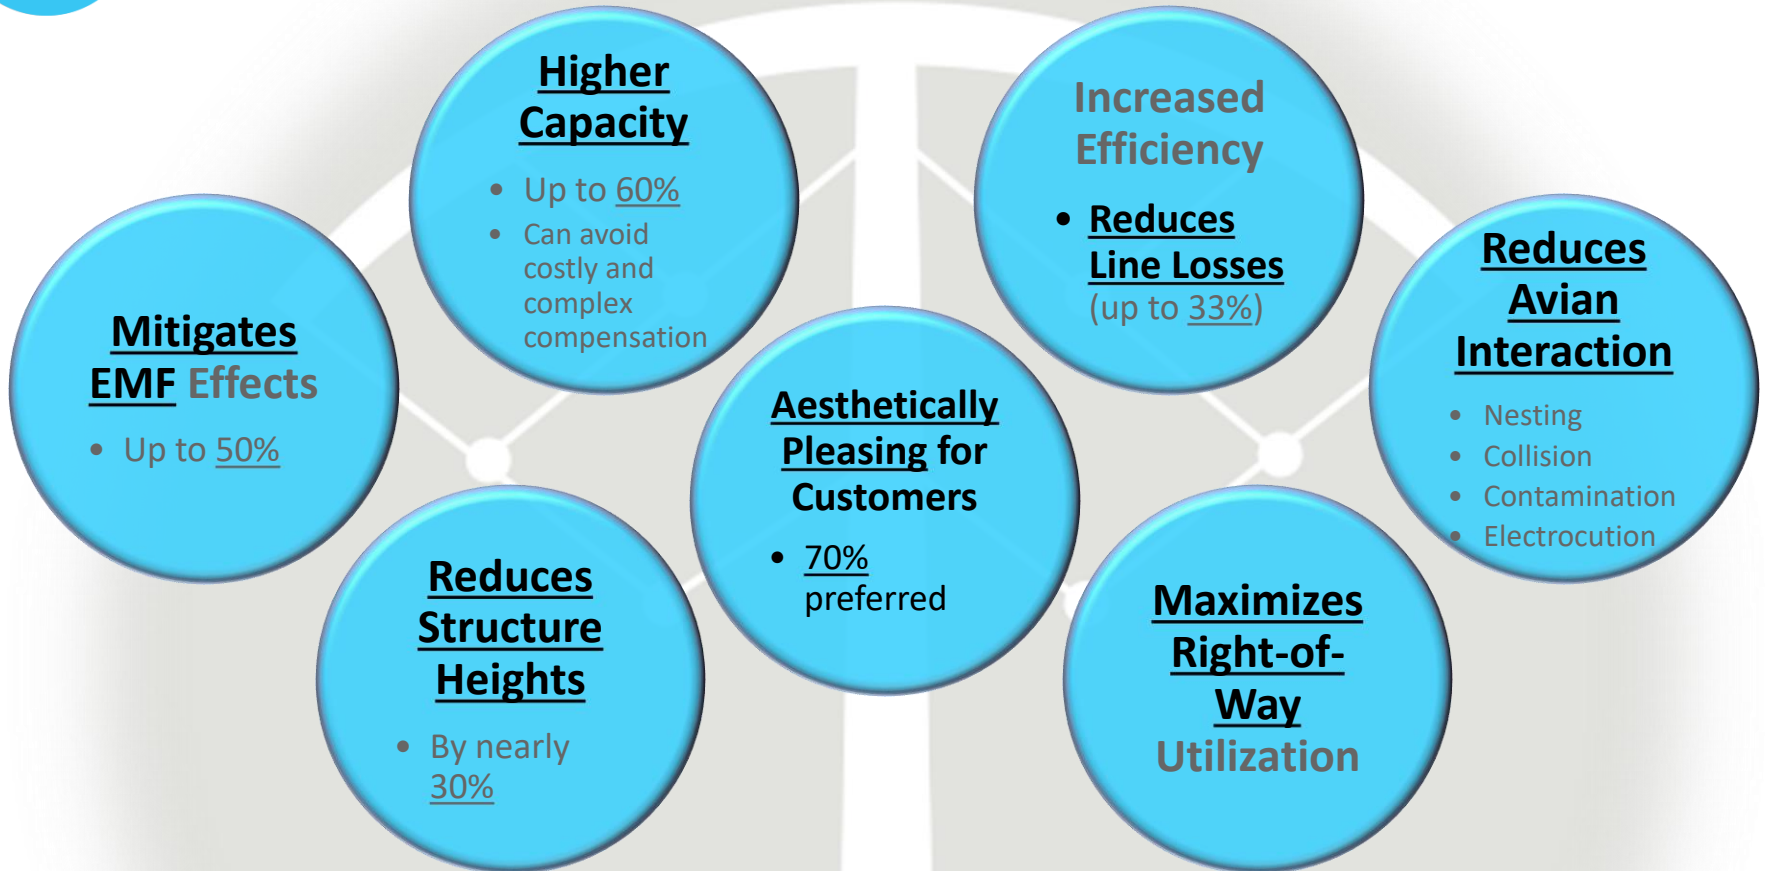 Mitigates
EMF Effects
• Up to 50%
Higher
Capacity
• Up to 60%
• Can avoid
costly and
complex
compensation
Reduces
Structure
Heights
• By nearly
30%
Aesthetically
Pleasing for
Customers
• 70%
preferred
Increased
Efficiency
• Reduces
Line Losses
(up to 33%)
Maximizes
Right-of-
Way
Utilization
Reduces
Avian
Interaction
• Nesting
• Collision
• Contamination
• Electrocution